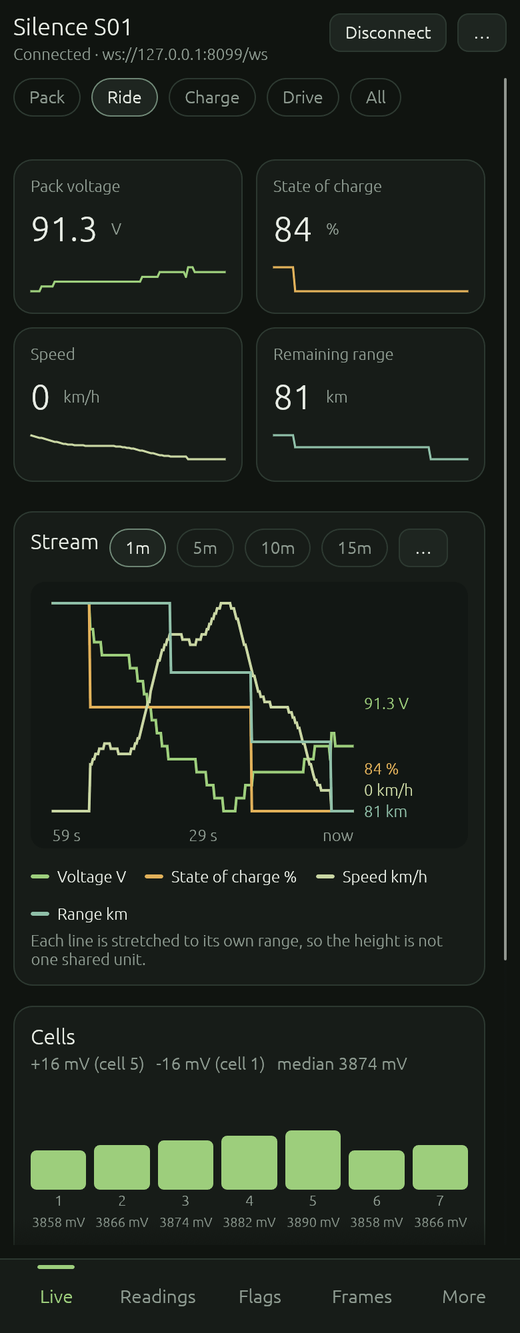 Silence S01
Connected · ws://127.0.0.1:8099/ws
Disconnect
...
Pack Ride Charge Drive All
Pack voltage
91.3 V
State of charge
84 %
Speed
0 km/h
Remaining range
81 km
Stream 1m 5m 10m 15m ...
91.3 V
84 %
0 km/h
81 km
59 s 29 s now
Voltage V State of charge % Speed km/h
Range km
Each line is stretched to its own range, so the height is not
one shared unit.
Cells
+16 mV (cell 5) -16 mV (cell 1) median 3874 mV
1 2 3 4 5 6 7
3858 mV 3866 mV 3874 mV 3882 mV 3890 mV 3858 mV 3866 mV
Live Readings Flags Frames More